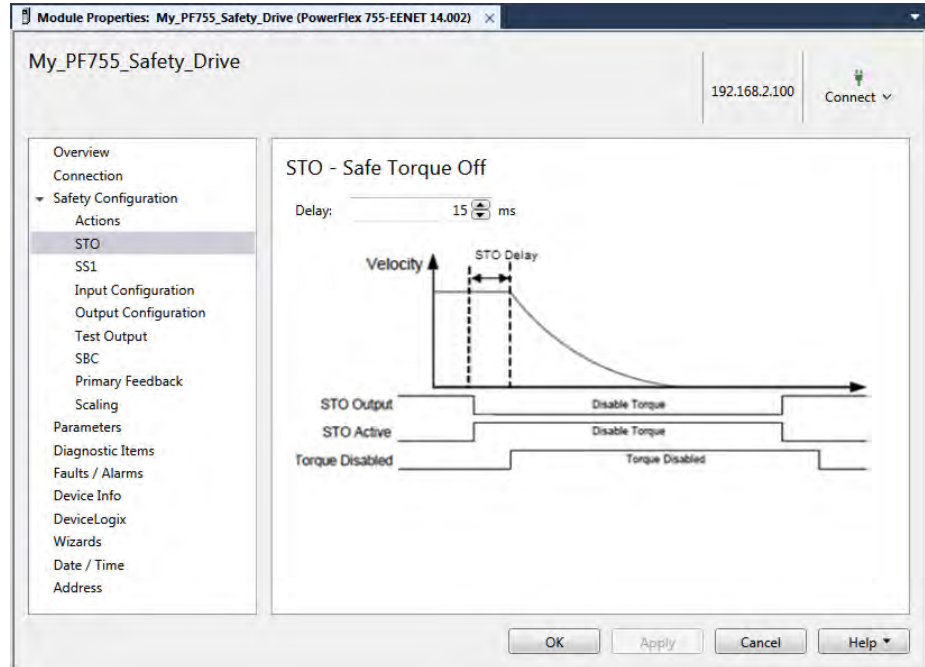 Module Properties: My_PF755_Safety_Drive (PowerFlex 755-EENET 14.002) ×
My_PF755_Safety_Drive
192.168.2.100
Connect
Overview
Connection
Safety Configuration
Actions
STO
SS1
Input Configuration
Output Configuration
Test Output
SBC
Primary Feedback
Scaling
Parameters
Diagnostic Items
Faults / Alarms
Device Info
DeviceLogix
Wizards
Date / Time
Address
STO - Safe Torque Off
Delay: 15 ms
STO Delay
Velocity
STO Output Disable Torque
STO Active Disable Torque
Torque Disabled Torque Disabled
OK Apply Cancel Help